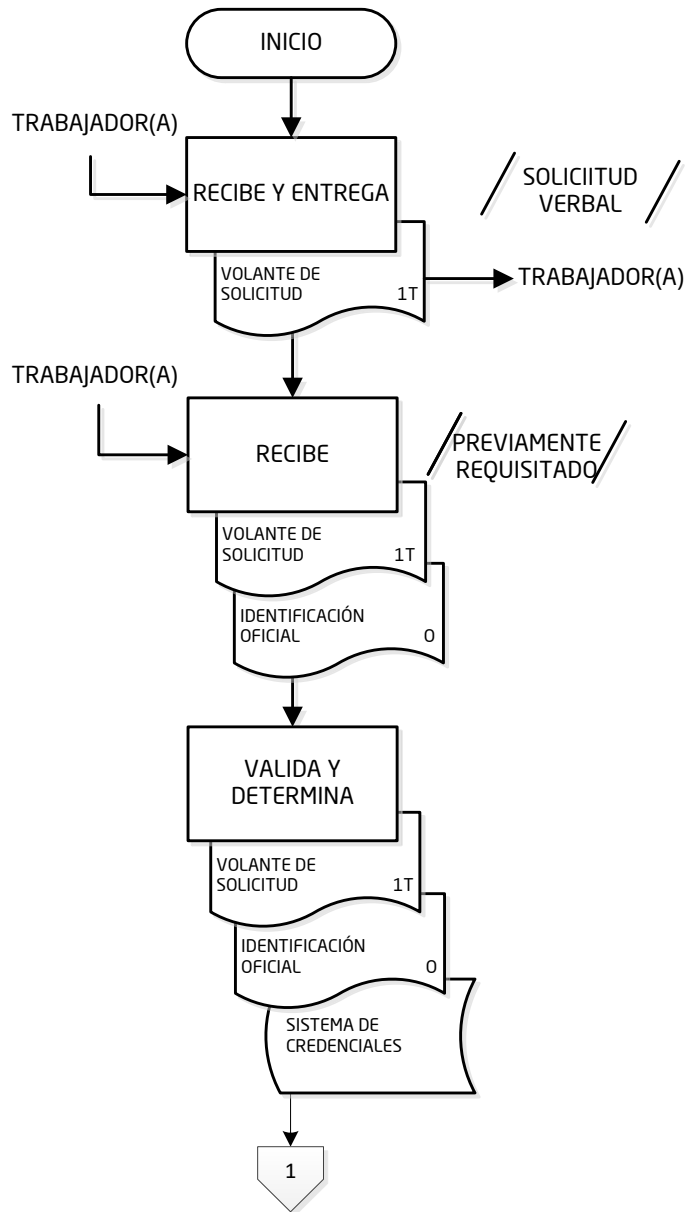 INICIO
TRABAJADOR(A)
RECIBE Y ENTREGA
SOLICIITUD
VERBAL
VOLANTE DE
SOLICITUD
1T
TRABAJADOR(A)
TRABAJADOR(A)
RECIBE
PREVIAMENTE
REQUISITADO
VOLANTE DE
SOLICITUD
1T
IDENTIFICACIÓN
OFICIAL
O
VALIDA Y
DETERMINA
VOLANTE DE
SOLICITUD
1T
IDENTIFICACIÓN
OFICIAL
O
SISTEMA DE
CREDENCIALES
1